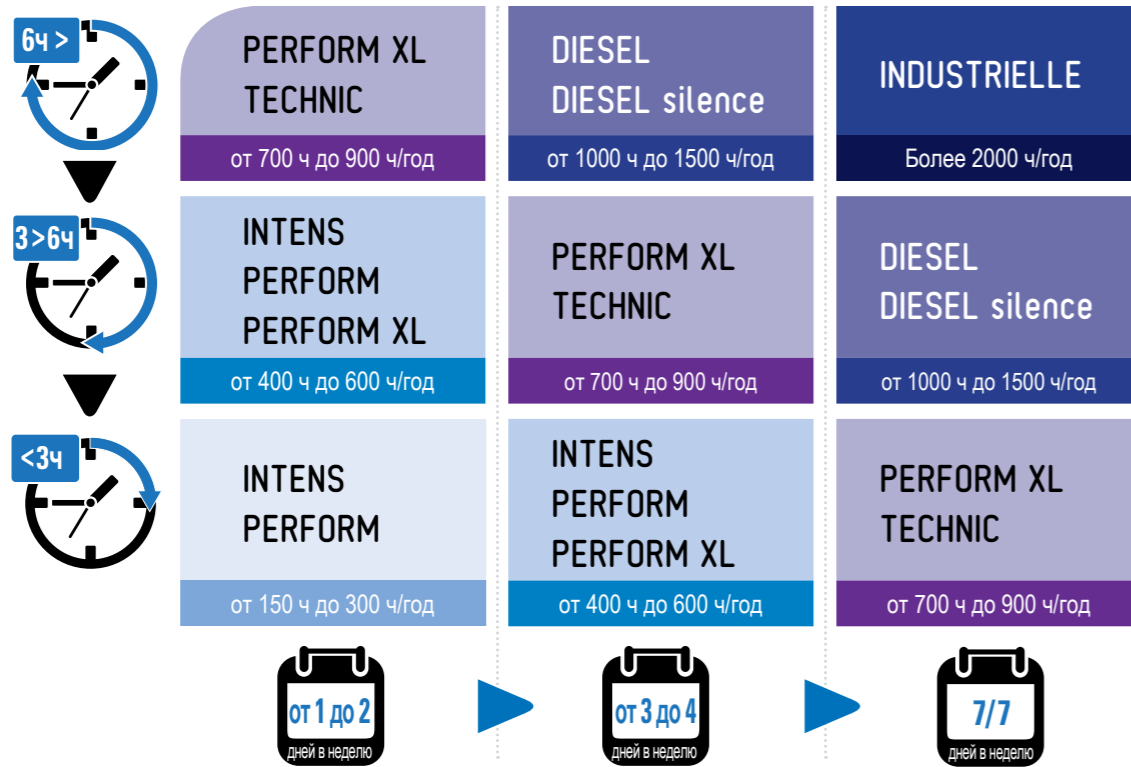 6ч >
PERFORM XL
TECHNIC
от 700 ч до 900 ч/год
DIESEL
DIESEL silence
от 1000 ч до 1500 ч/год
INDUSTRIELLE
Более 2000 ч/год
3>6ч
INTENS
PERFORM
PERFORM XL
от 400 ч до 600 ч/год
PERFORM XL
TECHNIC
от 700 ч до 900 ч/год
DIESEL
DIESEL silence
от 1000 ч до 1500 ч/год
<3ч
INTENS
PERFORM
от 150 ч до 300 ч/год
INTENS
PERFORM
PERFORM XL
от 400 ч до 600 ч/год
PERFORM XL
TECHNIC
от 700 ч до 900 ч/год
от 1 до 2
дней в неделю
от 3 до 4
дней в неделю
7/7
дней в неделю